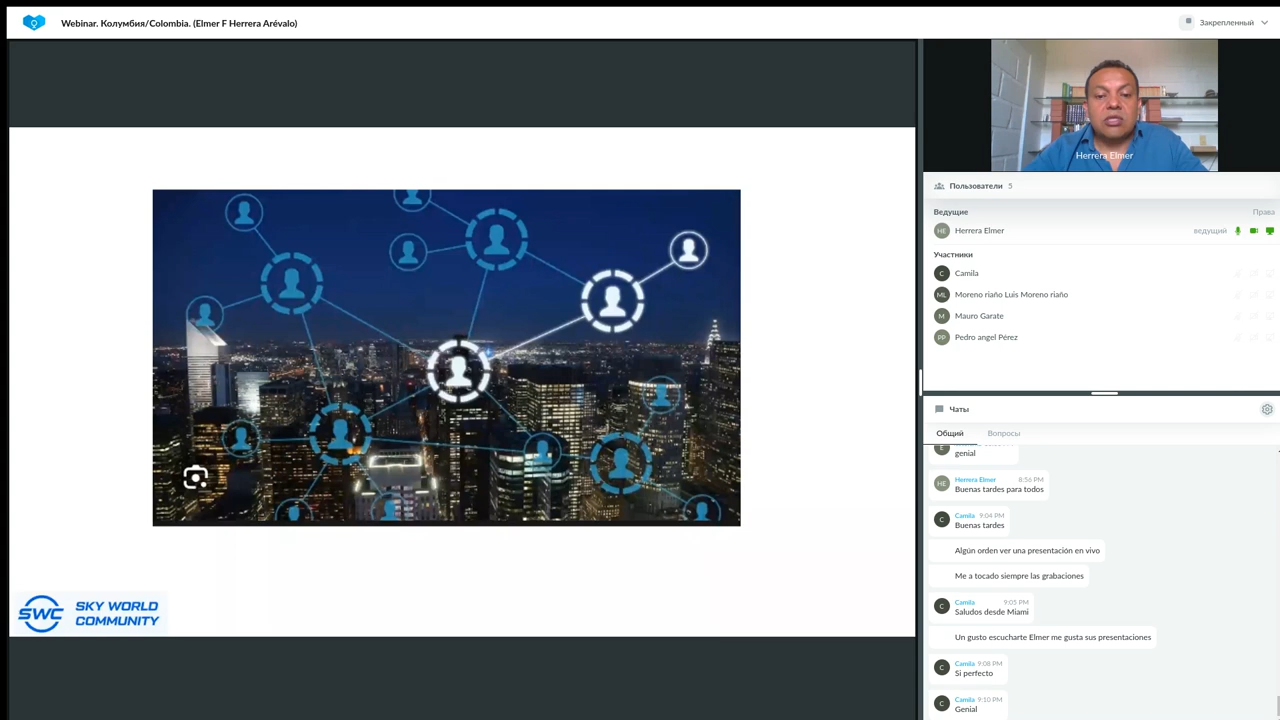 Webinar. Колумбия/Colombia. (Elmer F Herrera Arévalo)
Закрепленный
Herrera Elmer
Пользователи 5
Ведущие Права
HE Herrera Elmer ведущий
Участники
C Camila
ML Moreno riaño Luis Moreno riaño
M Mauro Garate
PP Pedro angel Pérez
Чаты
Общий Вопросы
genial
HE Herrera Elmer 8:56 PM
Buenas tardes para todos
C Camila 9:04 PM
Buenas tardes
Algún orden ver una presentación en vivo
Me a tocado siempre las grabaciones
C Camila 9:05 PM
Saludos desde Miami
Un gusto escucharte Elmer me gusta sus presentaciones
C Camila 9:08 PM
Si perfecto
C Camila 9:10 PM
Genial
SWC SKY WORLD
COMMUNITY